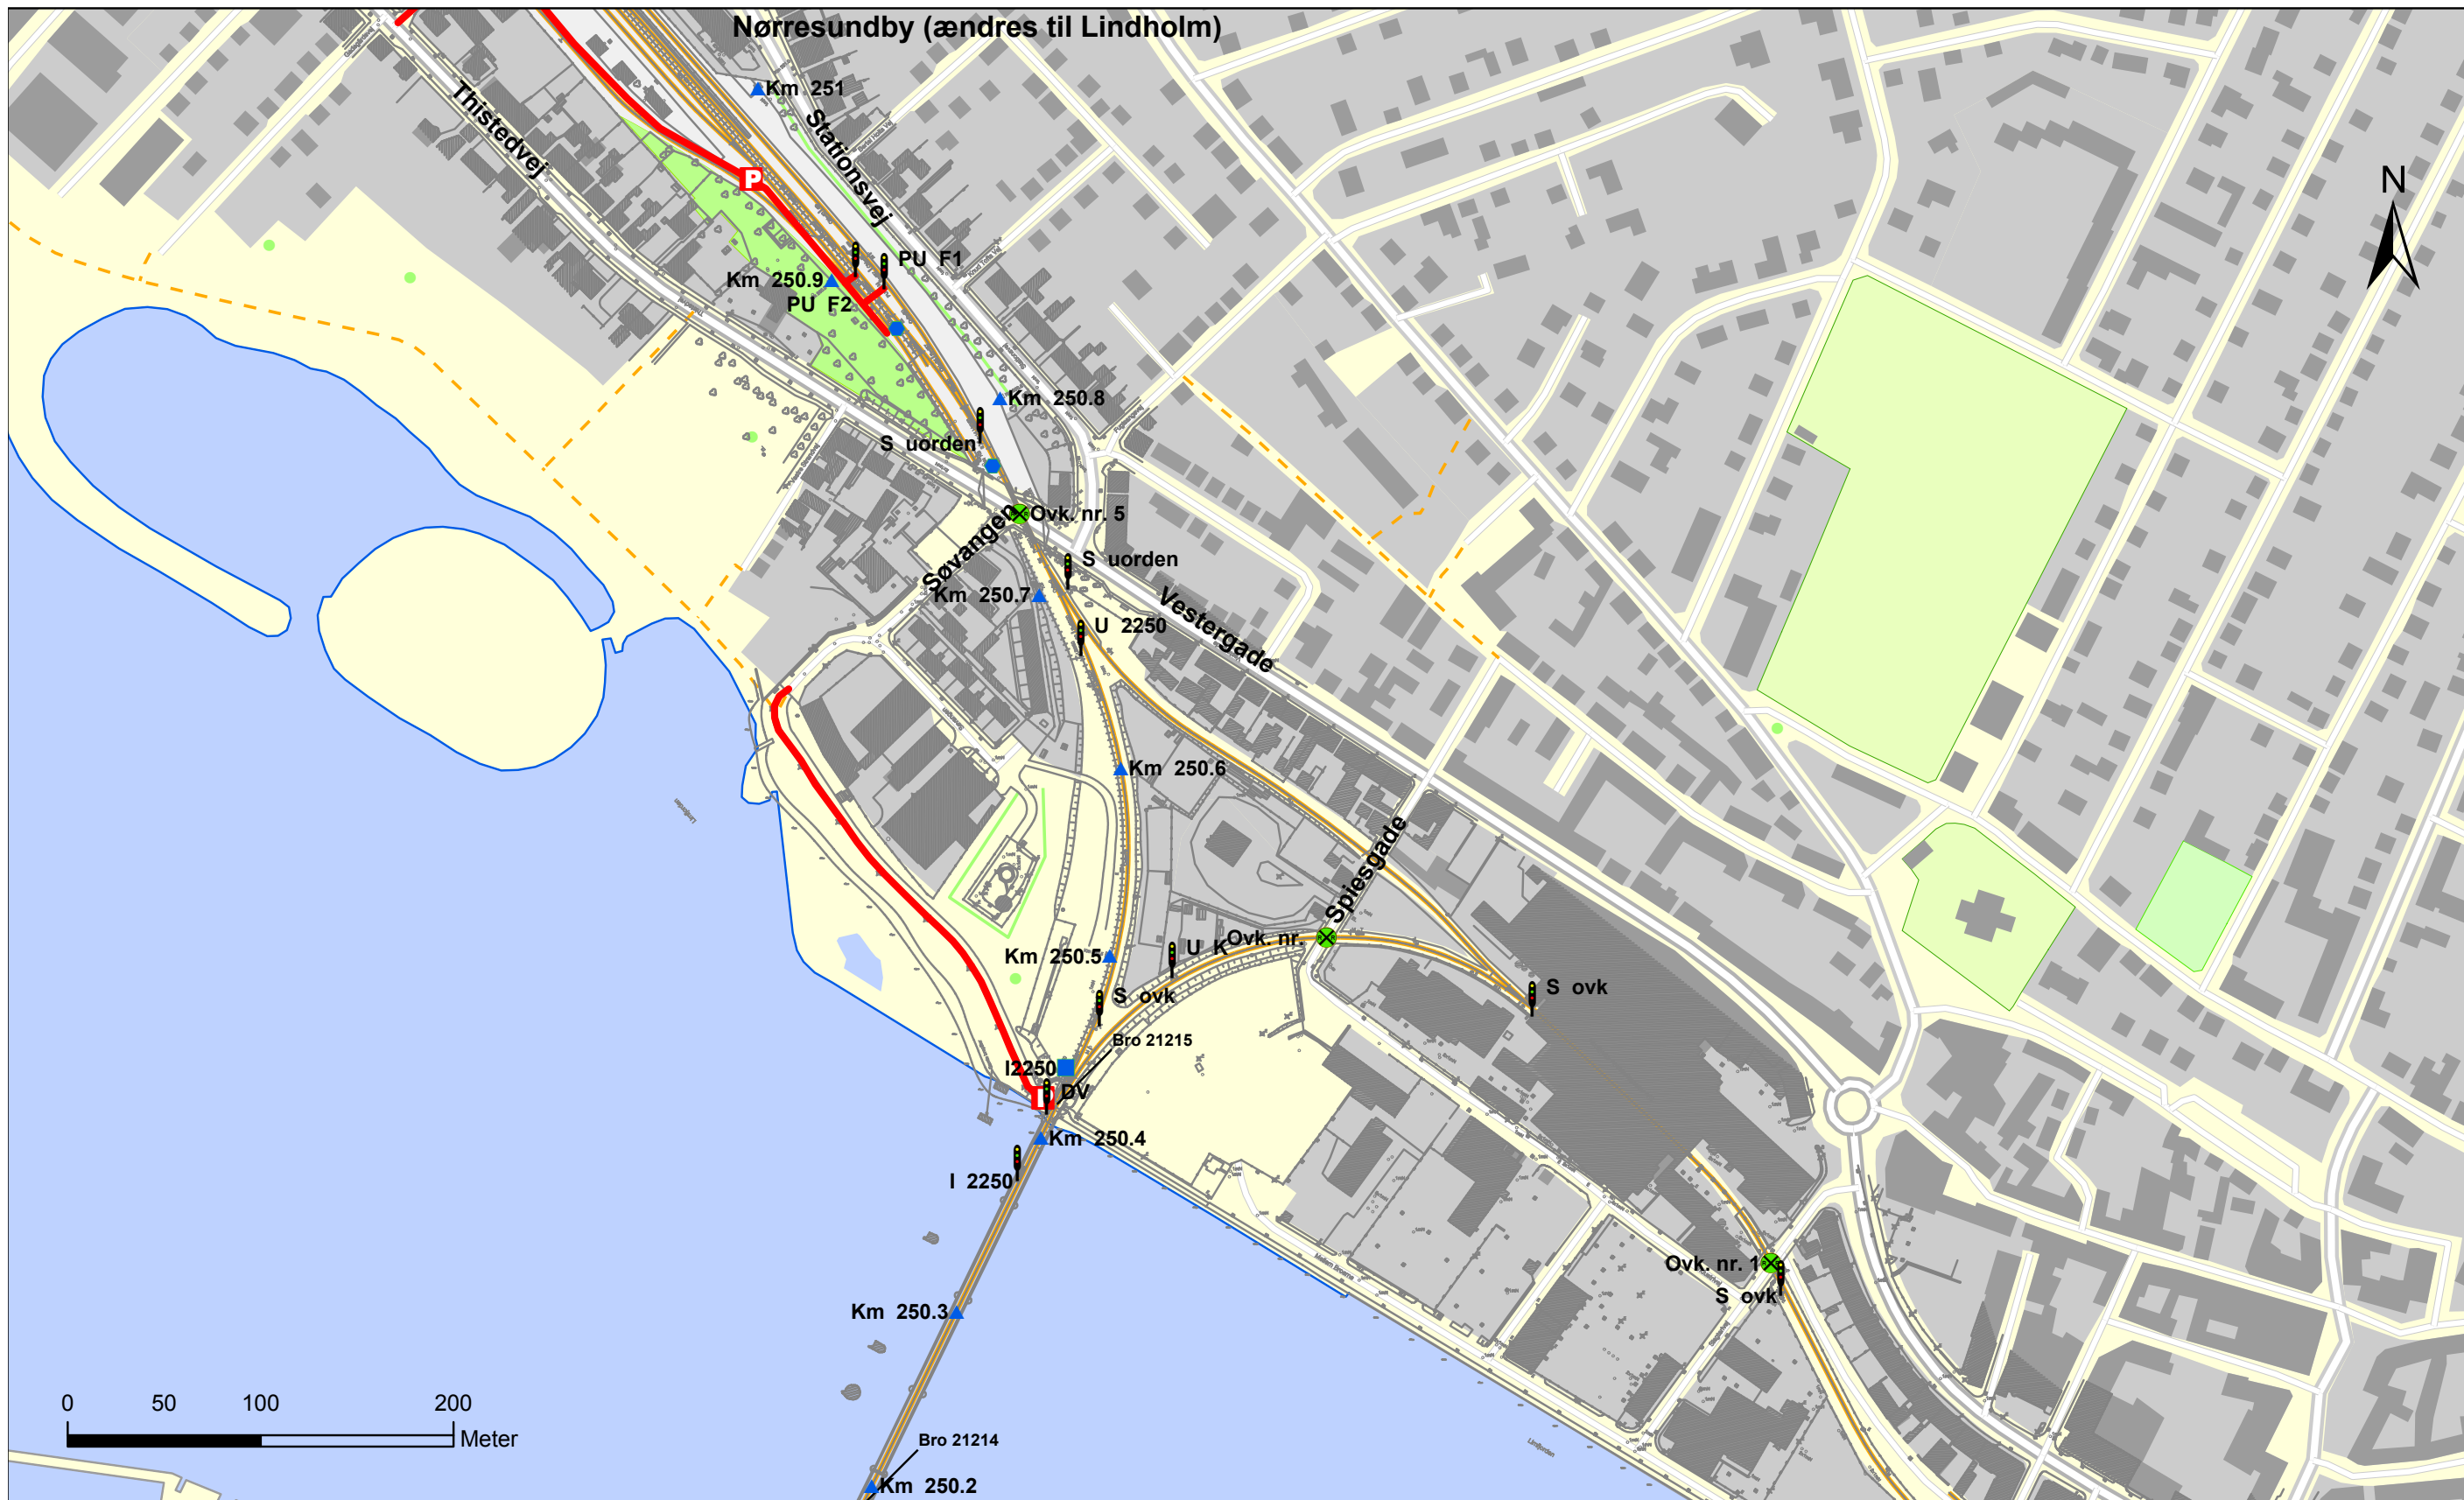 Nørresundby (ændres til Lindholm)
Km 251
Thistedvej
Stationsvej
N
P
PU F1
Km 250.9
PU F2
Km 250.8
S uorden
Ovk. nr. 5
Søvangen
S uorden
Km 250.7
Vestergade
U 2250
Km 250.6
Spiesgade
Ovk. nr.
U K
Km 250.5
S ovk
S ovk
Bro 21215
I2250
DV
Km 250.4
I 2250
Mellem Broerne
Ovk. nr. 1
S ovk
Km 250.3
0 50 100 200
Meter
Bro 21214
Limfjorden
Km 250.2